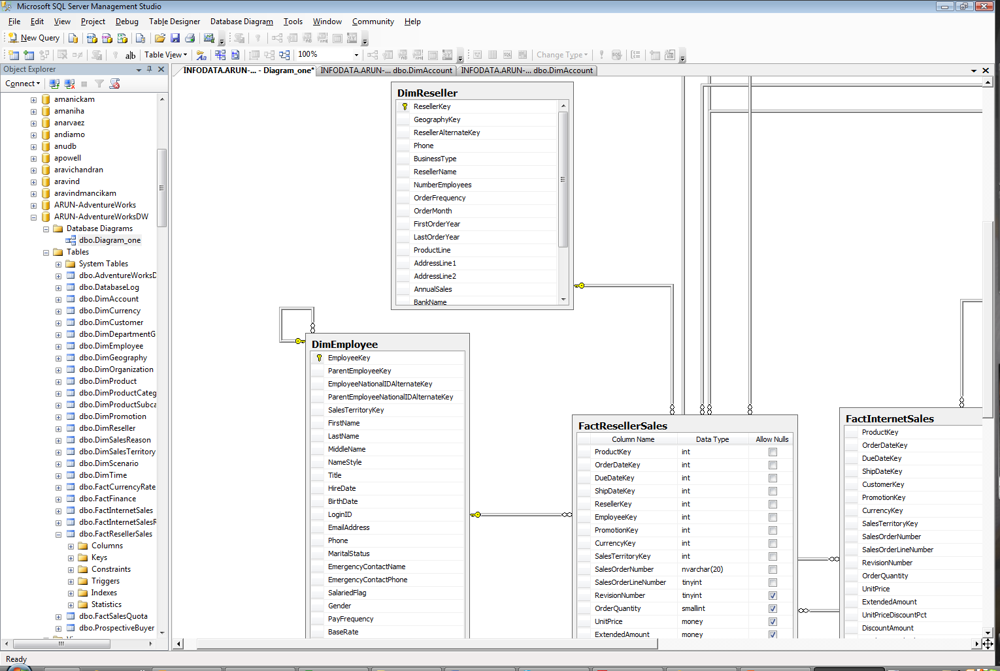 Microsoft SQL Server Management Studio
File Edit View Project Debug Table Designer Database Diagram Tools Window Community Help
New Query
ab Table View 100% Change Type
Object Explorer
INFODATA.ARUN-... - Diagram_one* INFODATA.ARUN-... dbo.DimAccount INFODATA.ARUN-... dbo.DimAccount
Connect
amanickam
amaniha
anarvaez
andiamo
anudb
apowell
aravichandran
aravind
aravindmancikam
ARUN-AdventureWorks
ARUN-AdventureWorksDW
Database Diagrams
dbo.Diagram_one
Tables
System Tables
dbo.AdventureWorksD
dbo.DatabaseLog
dbo.DimAccount
dbo.DimCurrency
dbo.DimCustomer
dbo.DimDepartmentG
dbo.DimEmployee
dbo.DimGeography
dbo.DimOrganization
dbo.DimProduct
dbo.DimProductCateg
dbo.DimProductSubca
dbo.DimPromotion
dbo.DimReseller
dbo.DimSalesReason
dbo.DimSalesTerritory
dbo.DimScenario
dbo.DimTime
dbo.FactCurrencyRate
dbo.FactFinance
dbo.FactInternetSales
dbo.FactInternetSalesR
dbo.FactResellerSales
Columns
Keys
Constraints
Triggers
Indexes
Statistics
dbo.FactSalesQuota
dbo.ProspectiveBuyer
DimReseller
ResellerKey
GeographyKey
ResellerAlternateKey
Phone
BusinessType
ResellerName
NumberEmployees
OrderFrequency
OrderMonth
FirstOrderYear
LastOrderYear
ProductLine
AddressLine1
AddressLine2
AnnualSales
BankName
DimEmployee
EmployeeKey
ParentEmployeeKey
EmployeeNationalIDAlternateKey
ParentEmployeeNationalIDAlternateKey
SalesTerritoryKey
FirstName
LastName
MiddleName
NameStyle
Title
HireDate
BirthDate
LoginID
EmailAddress
Phone
MaritalStatus
EmergencyContactName
EmergencyContactPhone
SalariedFlag
Gender
PayFrequency
BaseRate
FactResellerSales
Column Name Data Type Allow Nulls
ProductKey int
OrderDateKey int
DueDateKey int
ShipDateKey int
ResellerKey int
EmployeeKey int
PromotionKey int
CurrencyKey int
SalesTerritoryKey int
SalesOrderNumber nvarchar(20)
SalesOrderLineNumber tinyint
RevisionNumber tinyint
OrderQuantity smallint
UnitPrice money
ExtendedAmount money
FactInternetSales
ProductKey
OrderDateKey
DueDateKey
ShipDateKey
CustomerKey
PromotionKey
CurrencyKey
SalesTerritoryKey
SalesOrderNumber
SalesOrderLineNumber
RevisionNumber
OrderQuantity
UnitPrice
ExtendedAmount
UnitPriceDiscountPct
DiscountAmount
Ready